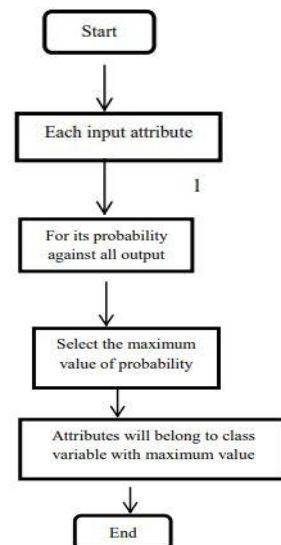 Start
Each input attribute
1
For its probability
against all output
Select the maximum
value of probability
Attributes will belong to class
variable with maximum value
End